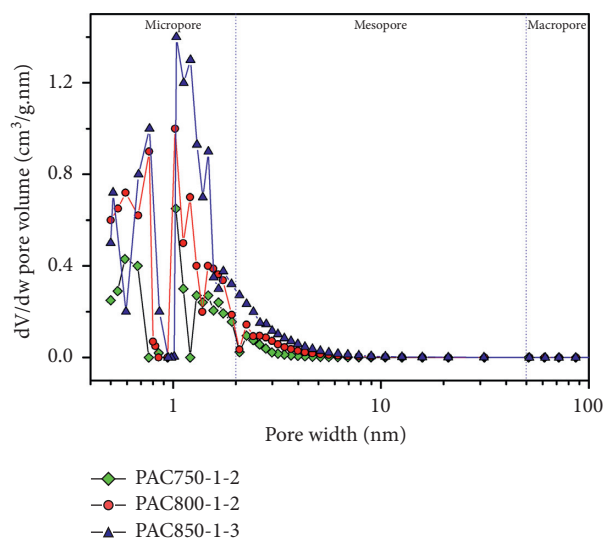 Micropore Mesopore Macropore
dV/dw pore volume (cm³/g.nm)
1.2
0.8
0.4
0.0
1 10 100
Pore width (nm)
PAC750-1-2
PAC800-1-2
PAC850-1-3